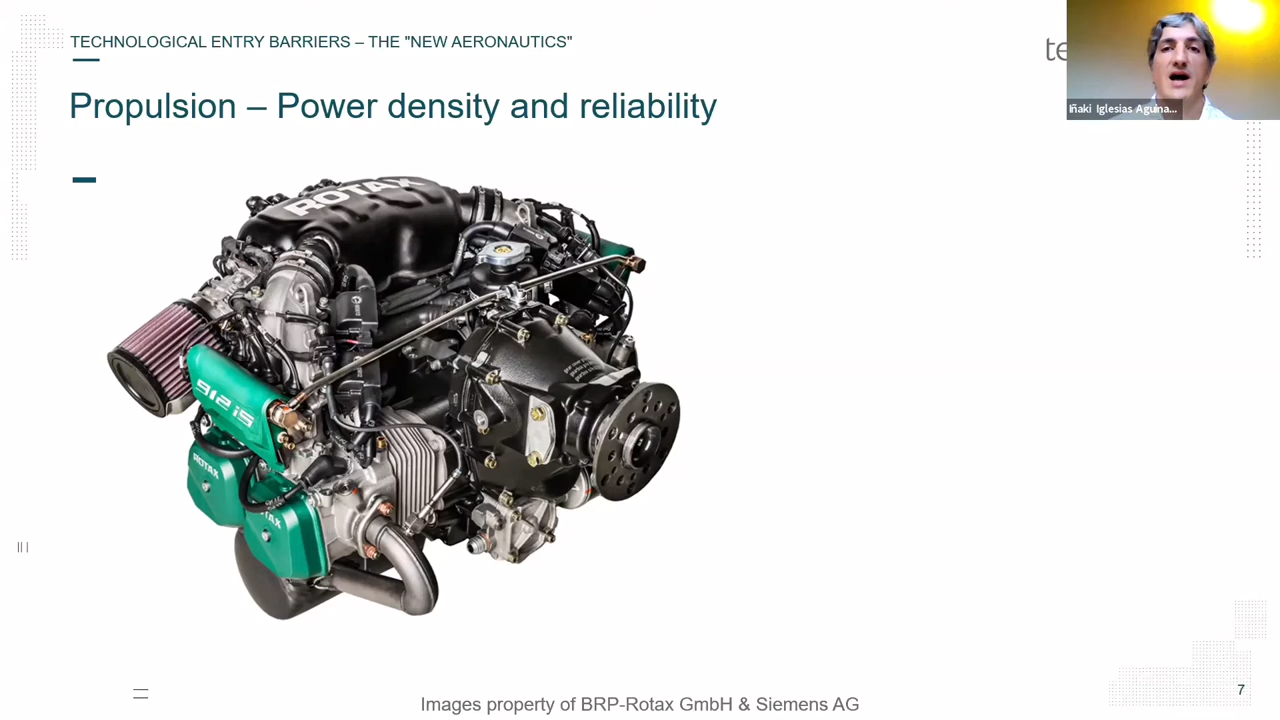 TECHNOLOGICAL ENTRY BARRIERS – THE "NEW AERONAUTICS"
te
Propulsion – Power density and reliability
Iñaki Iglesias Aguina...
ROTAX
912 iS
ROTAX
TAX
7
Images property of BRP-Rotax GmbH & Siemens AG